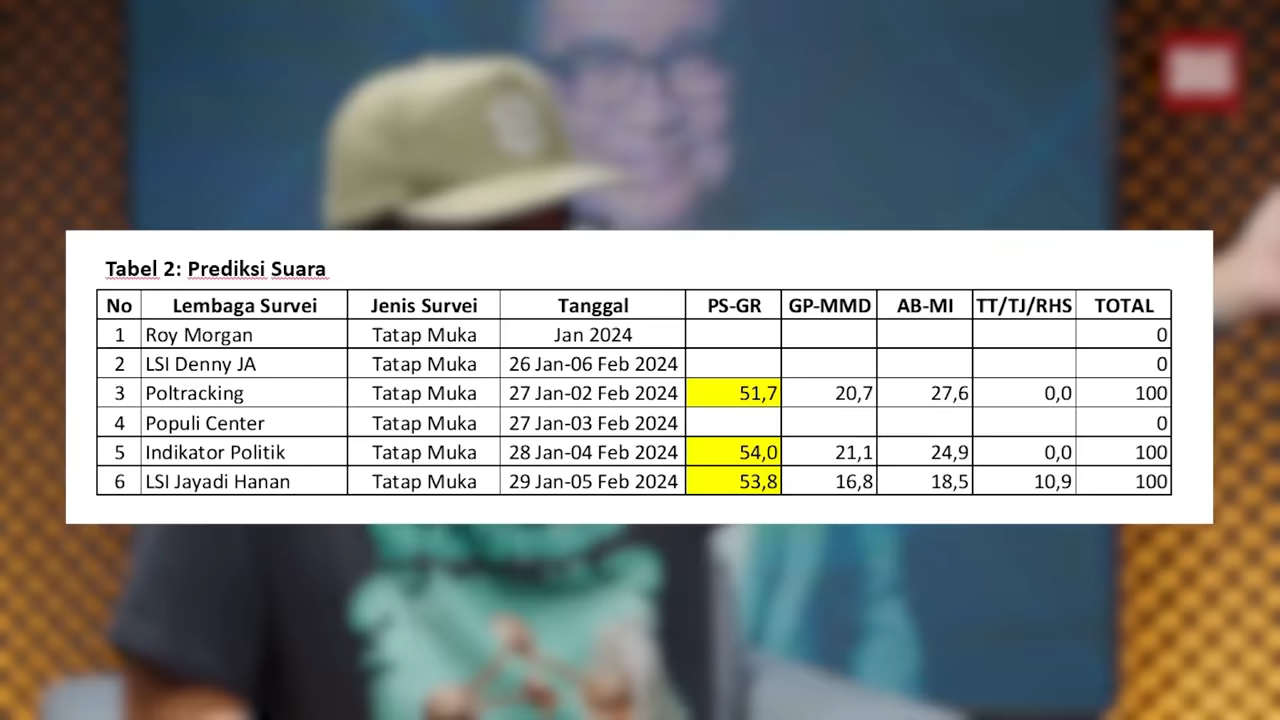 Tabel 2: Prediksi Suara
No Lembaga Survei Jenis Survei Tanggal PS-GR GP-MMD AB-MI TT/TJ/RHS TOTAL
1 Roy Morgan Tatap Muka Jan 2024 0
2 LSI Denny JA Tatap Muka 26 Jan-06 Feb 2024 0
3 Poltracking Tatap Muka 27 Jan-02 Feb 2024 51,7 20,7 27,6 0,0 100
4 Populi Center Tatap Muka 27 Jan-03 Feb 2024 0
5 Indikator Politik Tatap Muka 28 Jan-04 Feb 2024 54,0 21,1 24,9 0,0 100
6 LSI Jayadi Hanan Tatap Muka 29 Jan-05 Feb 2024 53,8 16,8 18,5 10,9 100